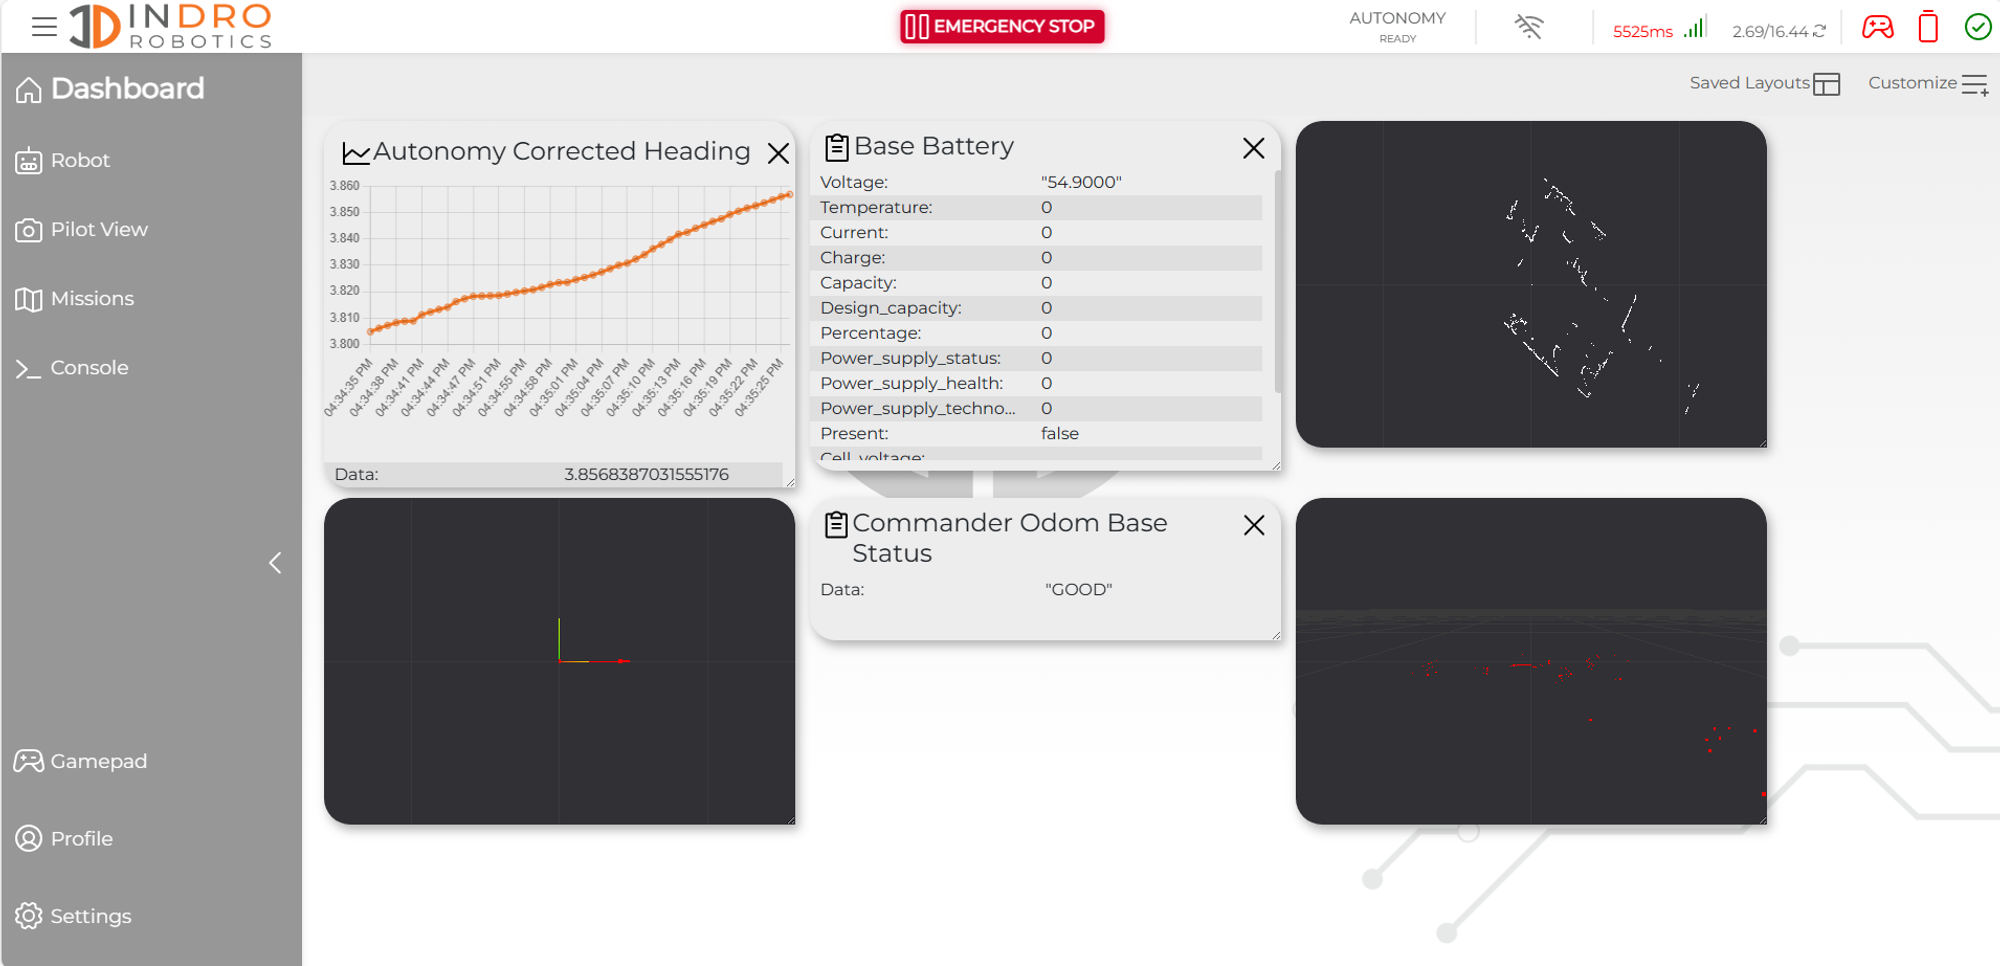 INDRO
ROBOTICS
EMERGENCY STOP
AUTONOMY
READY
5525ms
2.69/16.44
Dashboard
Robot
Pilot View
Missions
Console
Gamepad
Profile
Settings
Saved Layouts
Customize
Autonomy Corrected Heading
3.860
3.850
3.840
3.830
3.820
3.810
3.800
04:34:35 PM
04:34:38 PM
04:34:41 PM
04:34:44 PM
04:34:47 PM
04:34:51 PM
04:34:55 PM
04:34:58 PM
04:35:01 PM
04:35:04 PM
04:35:07 PM
04:35:10 PM
04:35:13 PM
04:35:16 PM
04:35:19 PM
04:35:22 PM
04:35:25 PM
Data: 3.8568387031555176
Base Battery
Voltage: "54.9000"
Temperature: 0
Current: 0
Charge: 0
Capacity: 0
Design_capacity: 0
Percentage: 0
Power_supply_status: 0
Power_supply_health: 0
Power_supply_techno... 0
Present: false
Cell_voltage:
Commander Odom Base
Status
Data: "GOOD"